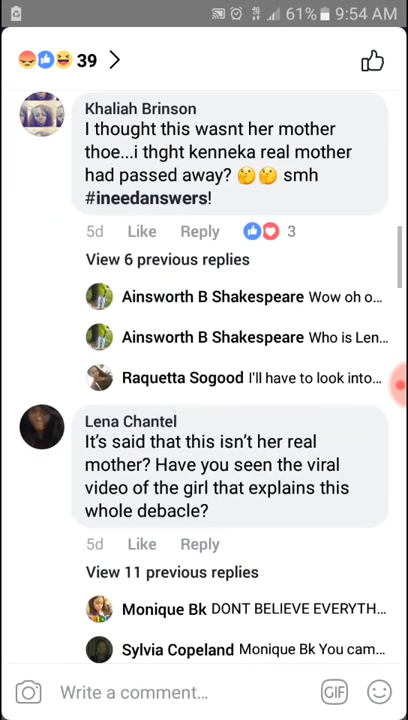 61% 9:54 AM
39
Khaliah Brinson
I thought this wasnt her mother
thoe...i thght kenneka real mother
had passed away? 🤔🤔 smh
#ineedanswers!
5d Like Reply 3
View 6 previous replies
Ainsworth B Shakespeare Wow oh o...
Ainsworth B Shakespeare Who is Len...
Raquetta Sogood I'll have to look into...
Lena Chantel
It's said that this isn't her real
mother? Have you seen the viral
video of the girl that explains this
whole debacle?
5d Like Reply
View 11 previous replies
Monique Bk DONT BELIEVE EVERYTH...
Sylvia Copeland Monique Bk You cam...
Write a comment...
GIF